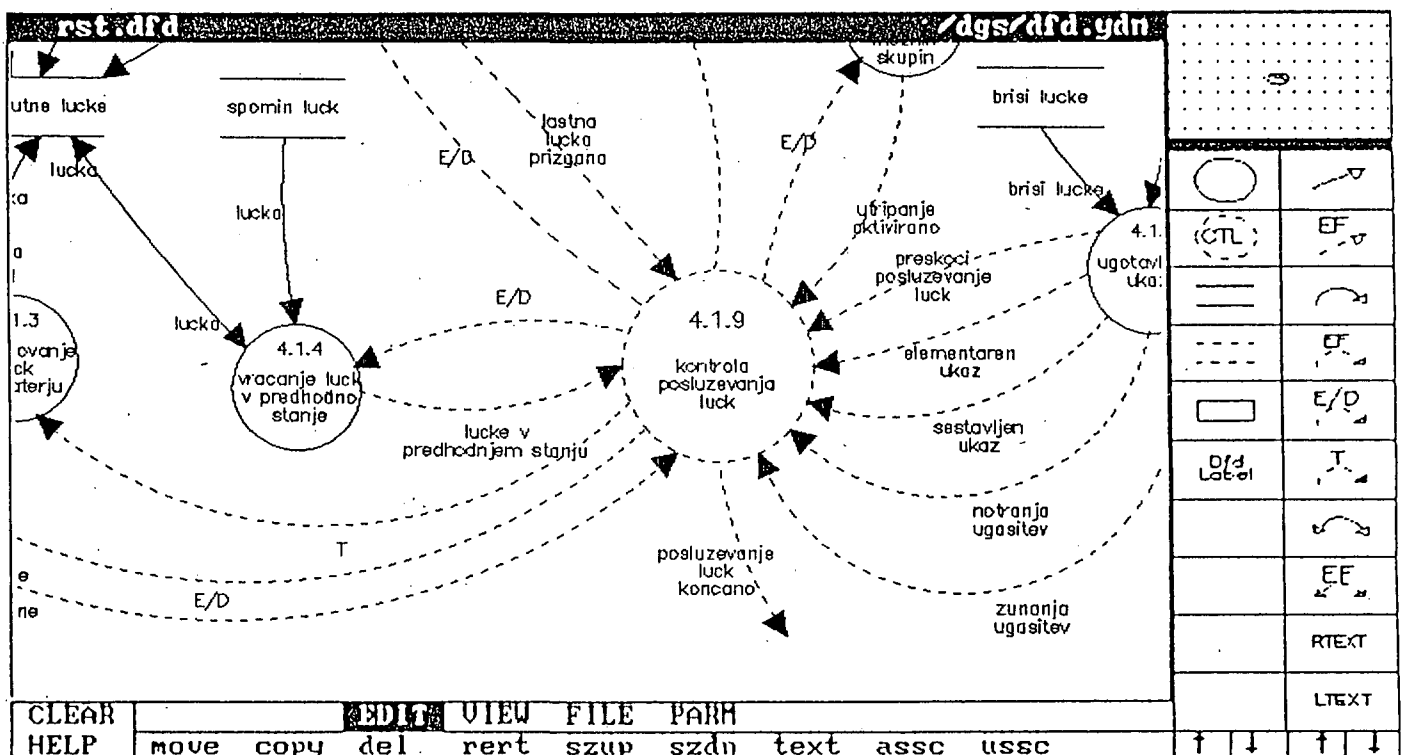 rst.dfd
/dgs/dfd.ydn
skupin
utne lucke
spomin luck
brisi lucke
lastna
lucka
prizgana
E/D
E/D
lucka
lucka
brisi lucke
utripanje
aktivirano
preskoci
posluzevanje
luck
4.1.
ugotavl
ukaz
E/D
lucka
1.3
ovanje
ck
aterju
4.1.4
vracanje luck
v predhodno
stanje
4.1.9
kontrola
posluzevanja
luck
elementaren
ukaz
lucke v
predhodnjem stanju
sestavljen
ukaz
notranja
ugasitev
T
posluzevanje
luck
koncano
E/D
e
ne
zunanja
ugasitev
CTL
EF
EF
E/D
Dfd
Label
T
EF
RTEXT
LTEXT
CLEAR EDIT VIEW FILE PARM
HELP move copy del rert szup szdn text assc ussc